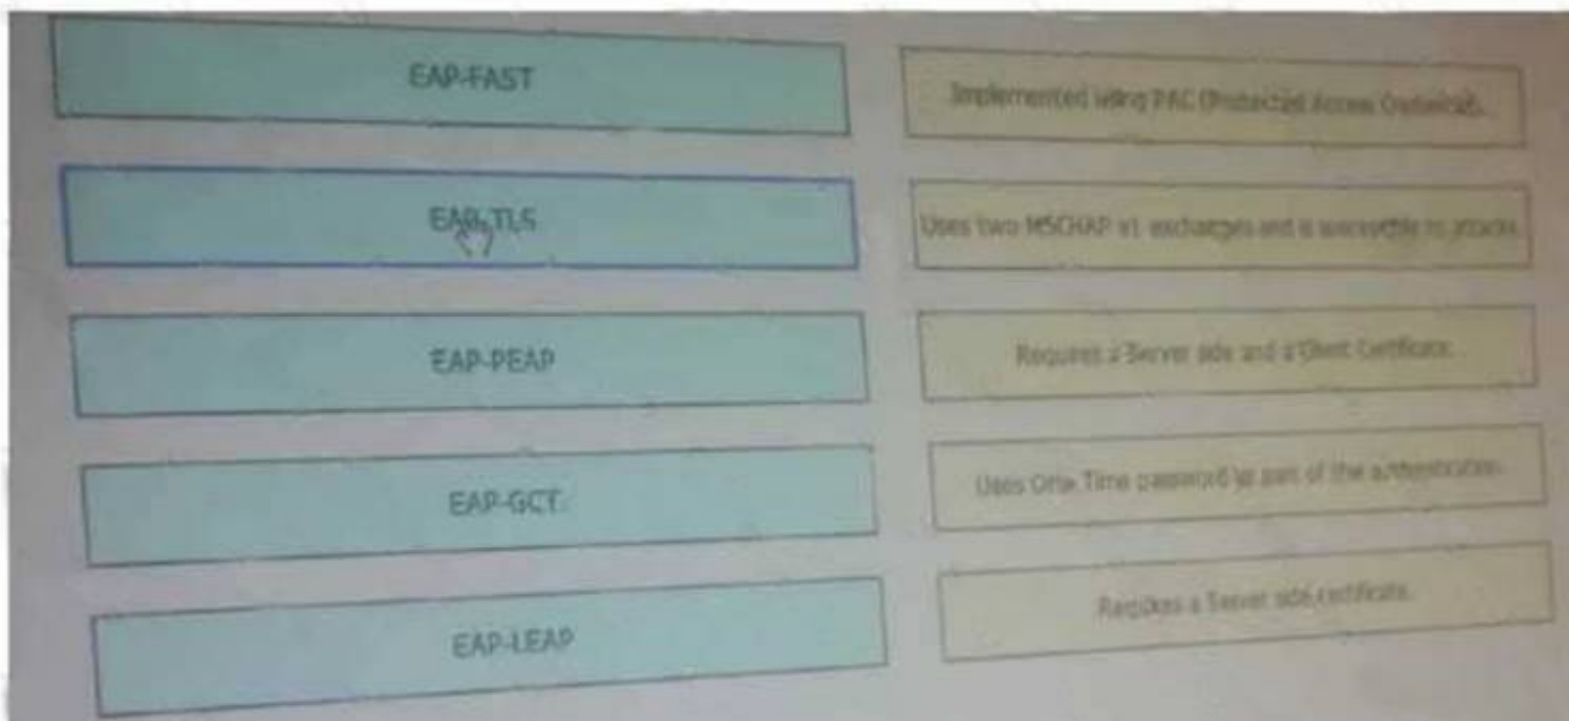 EAP-FAST
Implemented using PAC (Protected Access Credential).
EAP-TLS
Uses two MSCHAP v1 exchanges and is susceptible to attacks.
EAP-PEAP
Requires a Server side and a Client Certificate.
EAP-GCT
Uses One Time password as part of the authentication.
EAP-LEAP
Requires a Server side certificate.